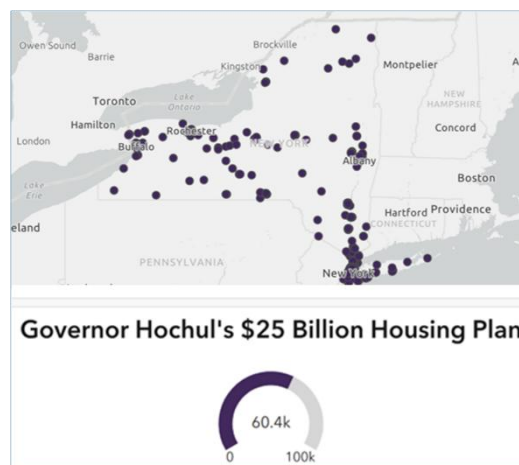 Owen Sound
Barrie
Brockville
Kingston
Montpelier
Toronto
Lake
Ontario
NEW
HAMPSHIRE
Hamilton
Rochester
Concord
London
Buffalo
NEW YORK
Albany
Boston
Lake
Erie
Hartford
Providence
CONNECTICUT
eland
PENNSYLVANIA
New York
Governor Hochul's $25 Billion Housing Plan
60.4k
0
100k